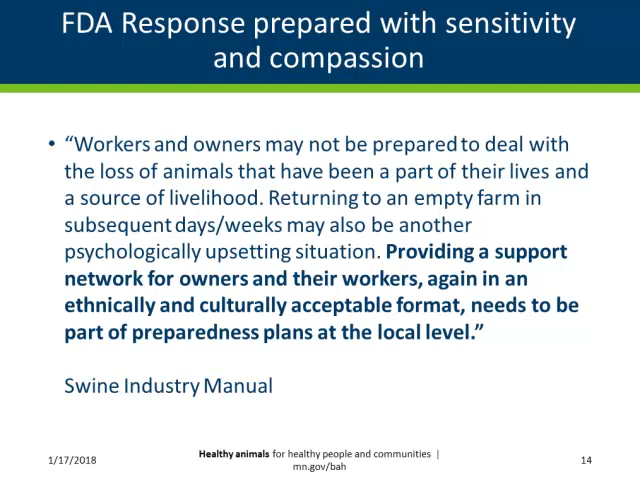 FDA Response prepared with sensitivity
and compassion
• “Workers and owners may not be prepared to deal with
the loss of animals that have been a part of their lives and
a source of livelihood. Returning to an empty farm in
subsequent days/weeks may also be another
psychologically upsetting situation. Providing a support
network for owners and their workers, again in an
ethnically and culturally acceptable format, needs to be
part of preparedness plans at the local level.”
Swine Industry Manual
1/17/2018
Healthy animals for healthy people and communities |
mn.gov/bah
14